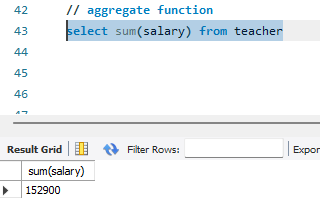 42 // aggregate function
43 select sum(salary) from teacher
44
45
46
Result Grid Filter Rows: Expor
sum(salary)
152900